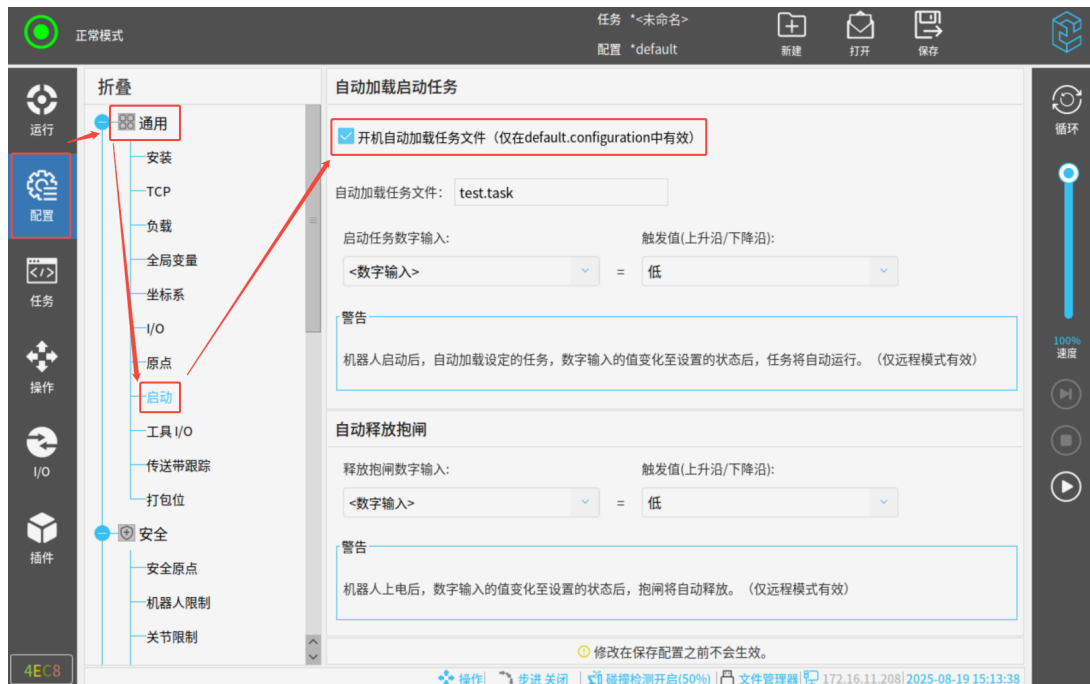 正常模式
任务 *<未命名>
配置 *default
新建
打开
保存
运行
配置
任务
操作
I/O
插件
4EC8
折叠
通用
安装
TCP
负载
全局变量
坐标系
I/O
原点
启动
工具 I/O
传送带跟踪
打包位
安全
安全原点
机器人限制
关节限制
自动加载启动任务
开机自动加载任务文件（仅在default.configuration中有效）
自动加载任务文件： test.task
启动任务数字输入: 触发值(上升沿/下降沿):
<数字输入> = 低
警告
机器人启动后，自动加载设定的任务，数字输入的值变化至设置的状态后，任务将自动运行。（仅远程模式有效）
自动释放抱闸
释放抱闸数字输入: 触发值(上升沿/下降沿):
<数字输入> = 低
警告
机器人上电后，数字输入的值变化至设置的状态后，抱闸将自动释放。（仅远程模式有效）
修改在保存配置之前不会生效。
操作 步进 关闭 碰撞检测开启(50%) 文件管理器 172.16.11.208 2025-08-19 15:13:38
循环
100%
速度